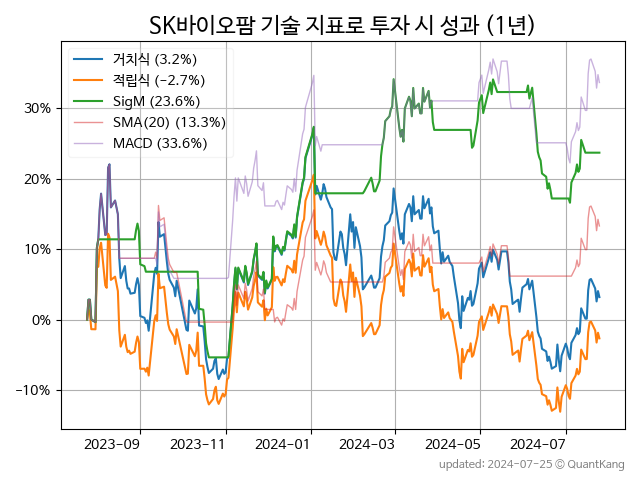 SK바이오팜 기술 지표로 투자 시 성과 (1년)
거치식 (3.2%)
적립식 (−2.7%)
SigM (23.6%)
SMA(20) (13.3%)
MACD (33.6%)
30%
20%
10%
0%
−10%
2023-09 2023-11 2024-01 2024-03 2024-05 2024-07
updated: 2024-07-25 © QuantKang